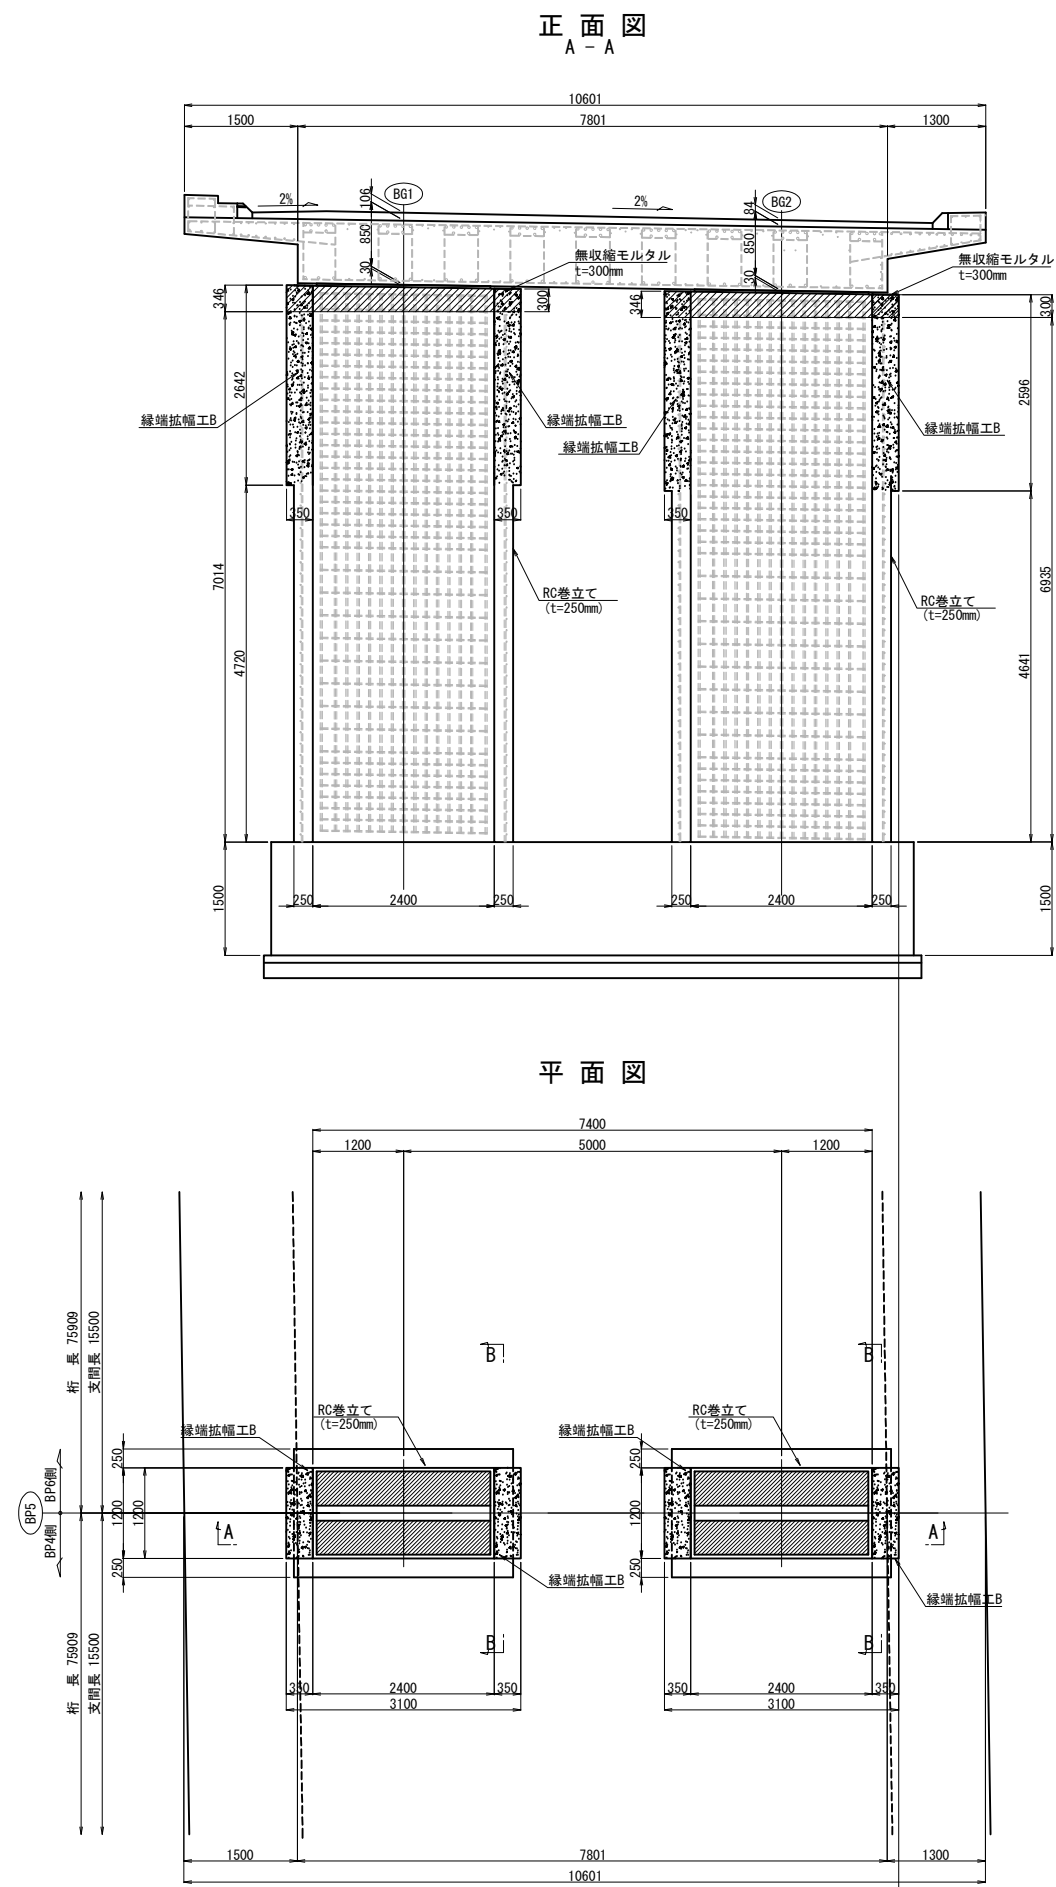 正面図
A - A
10601
1500
7801
1300
2%
106
BG1
850
30
2%
84
BG2
850
30
無収縮モルタル
t=300mm
無収縮モルタル
t=300mm
346
300
346
300
2642
2596
縁端拡幅工B
縁端拡幅工B
縁端拡幅工B
縁端拡幅工B
350
350
350
7014
4720
RC巻立て
(t=250mm)
RC巻立て
(t=250mm)
6935
4641
1500
250
2400
250
250
2400
250
1500
平面図
7400
1200
5000
1200
桁 長 75909
支間長 15500
B
B
縁端拡幅工B
RC巻立て
(t=250mm)
縁端拡幅工B
RC巻立て
(t=250mm)
BP5
BP6側
BP4側
250
1200
250
1200
250
1200
250
A
A
縁端拡幅工B
縁端拡幅工B
B
B
桁 長 75909
支間長 15500
350
2400
350
3100
350
2400
350
3100
1500
7801
1300
10601